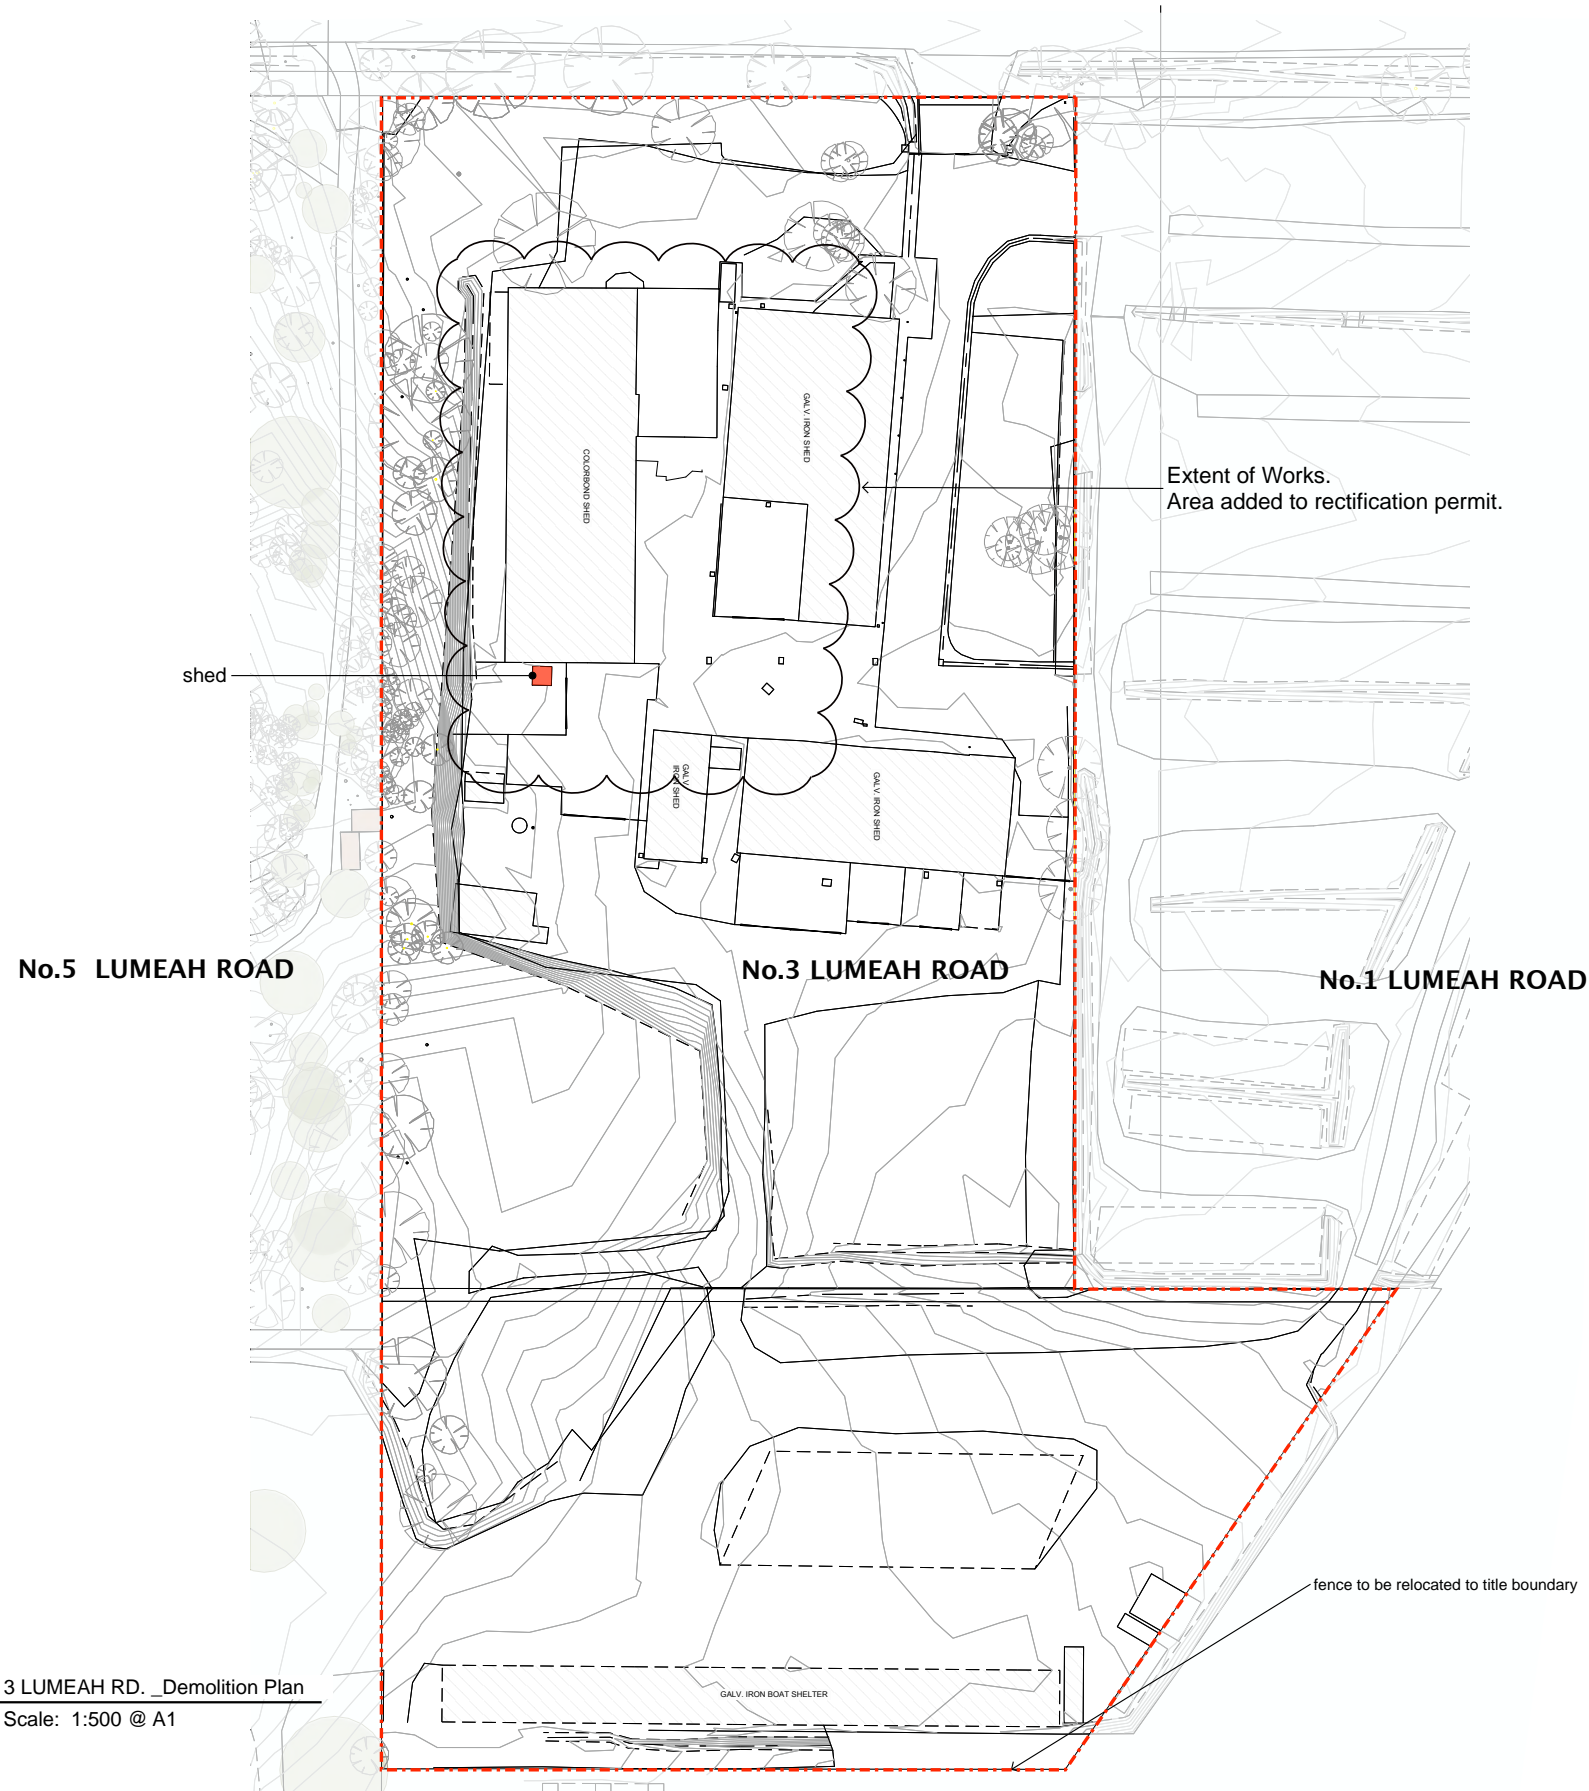 GALV. IRON SHED
COLORBOND SHED
Extent of Works.
Area added to rectification permit.
shed
GALV.
IRON SHED
GALV. IRON SHED
No.5 LUMEAH ROAD
No.3 LUMEAH ROAD
No.1 LUMEAH ROAD
fence to be relocated to title boundary
3 LUMEAH RD. _Demolition Plan
GALV. IRON BOAT SHELTER
Scale: 1:500 @ A1